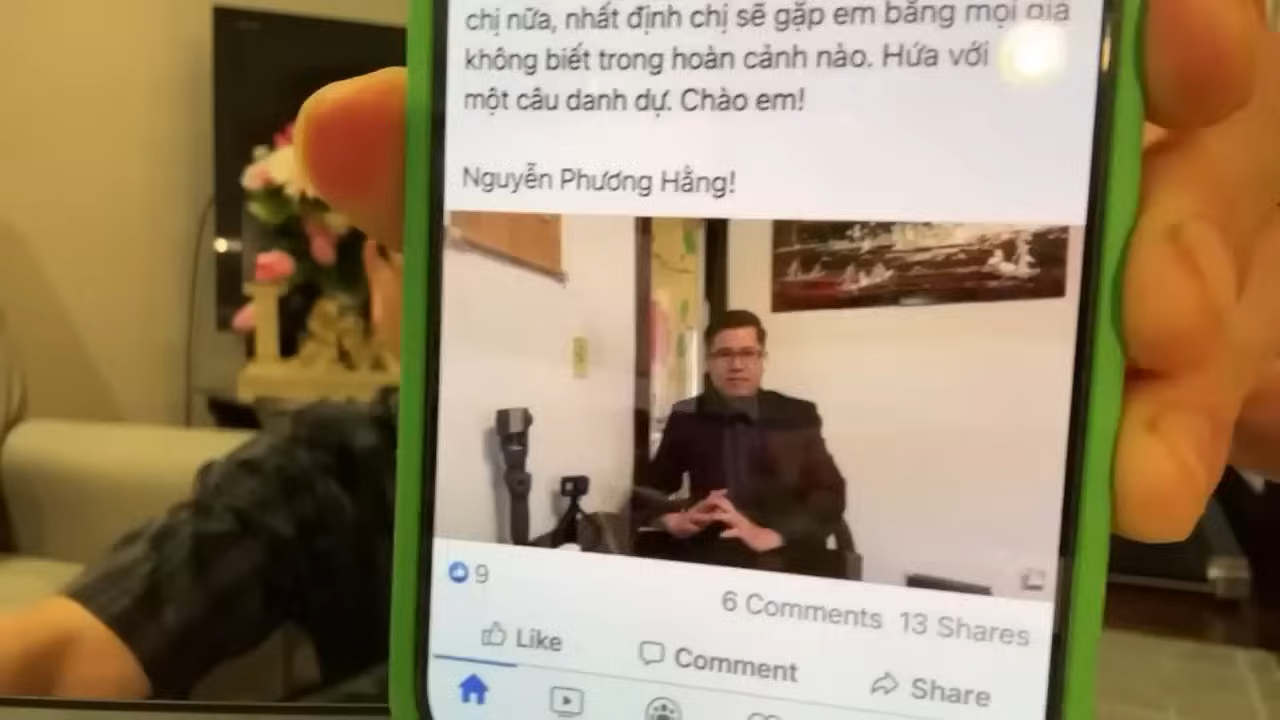 chị nữa, nhất định chị sẽ gặp em bằng mọi giá
không biết trong hoàn cảnh nào. Hứa với
một câu danh dự. Chào em!
Nguyễn Phương Hằng!
9
6 Comments 13 Shares
Like Comment Share